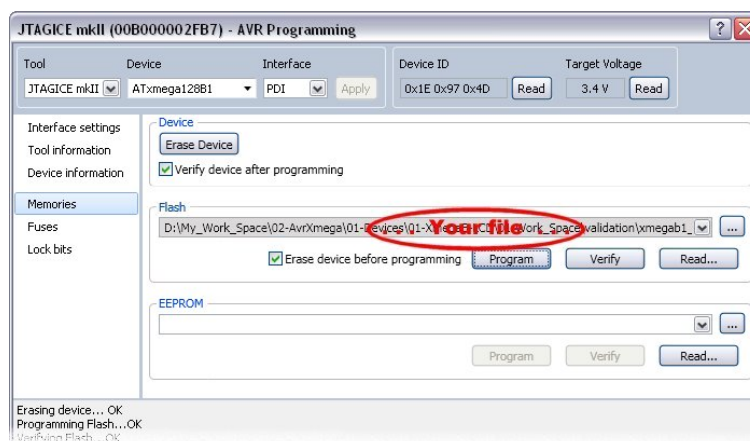 JTAGICE mkII (00B000002FB7) - AVR Programming
Tool Device Interface Device ID Target Voltage
JTAGICE mkII ATxmega128B1 PDI Apply 0x1E 0x97 0x4D Read 3.4 V Read
Interface settings
Tool information
Device information
Memories
Fuses
Lock bits
Device
Erase Device
Verify device after programming
Flash
D:\My_Work_Space\02-AvrXmega\01-Devices\01-X Work_Space\validation\xmegab1_ ...
... Your file ...
Erase device before programming Program Verify Read...
EEPROM
...
Program Verify Read...
Erasing device... OK
Programming Flash...OK
Verifying Flash...OK